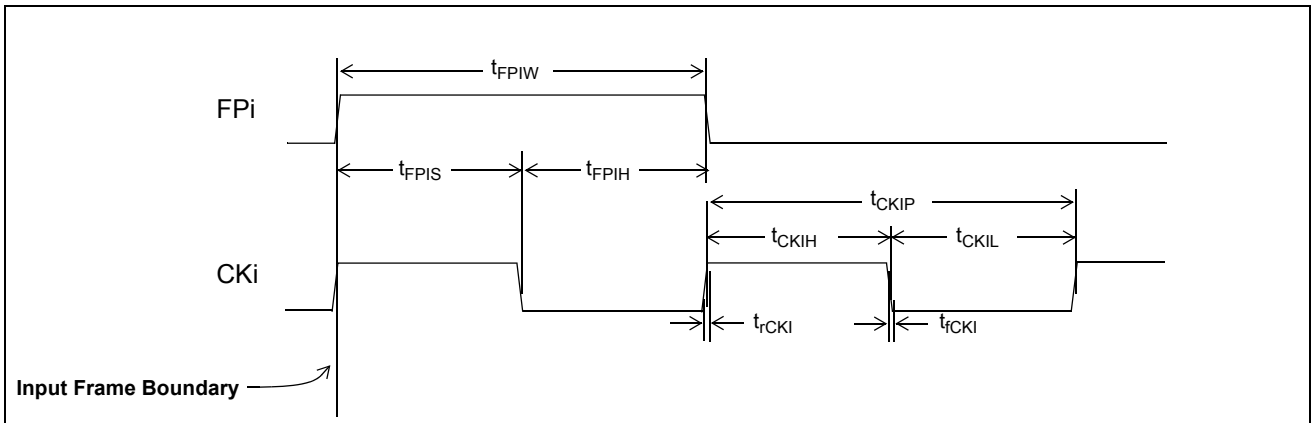 tFPIW
FPi
tFPIS
tFPIH
tCKIP
tCKIH
tCKIL
CKi
trCKI
tfCKI
Input Frame Boundary